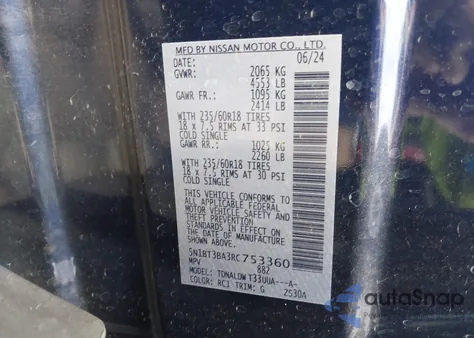 MFD BY NISSAN MOTOR CO., LTD.
DATE: 06/24
GVWR: 2065 KG
4553 LB
GAWR FR.: 1095 KG
2414 LB
WITH 235/60R18 TIRES
18 x 7.5 RIMS AT 33 PSI
COLD SINGLE
GAWR RR.: 1025 KG
2260 LB
WITH 235/60R18 TIRES
18 x 7.5 RIMS AT 30 PSI
COLD SINGLE
THIS VEHICLE CONFORMS TO
ALL APPLICABLE FEDERAL
MOTOR VEHICLE SAFETY AND
THEFT PREVENTION
STANDARDS IN EFFECT
ON THE DATE OF MANUFACTURE
SHOWN ABOVE.
5N1BT3BA3RC753360
MPV 882
MODEL: TDNALDW T33UUA---A-
COLOR: RCJ TRIM: G Z530A
autoSnap